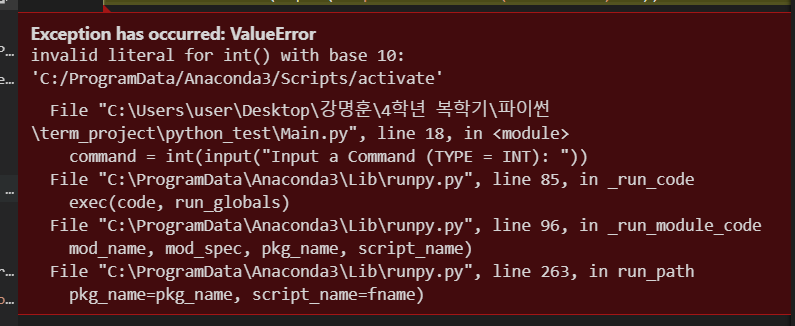 Exception has occurred: ValueError
invalid literal for int() with base 10:
'C:/ProgramData/Anaconda3/Scripts/activate'
File "C:\Users\user\Desktop\강명훈\4학년 복학기\파이썬
\term_project\python_test\Main.py", line 18, in <module>
command = int(input("Input a Command (TYPE = INT): "))
File "C:\ProgramData\Anaconda3\Lib\runpy.py", line 85, in _run_code
exec(code, run_globals)
File "C:\ProgramData\Anaconda3\Lib\runpy.py", line 96, in _run_module_code
mod_name, mod_spec, pkg_name, script_name)
File "C:\ProgramData\Anaconda3\Lib\runpy.py", line 263, in run_path
pkg_name=pkg_name, script_name=fname)